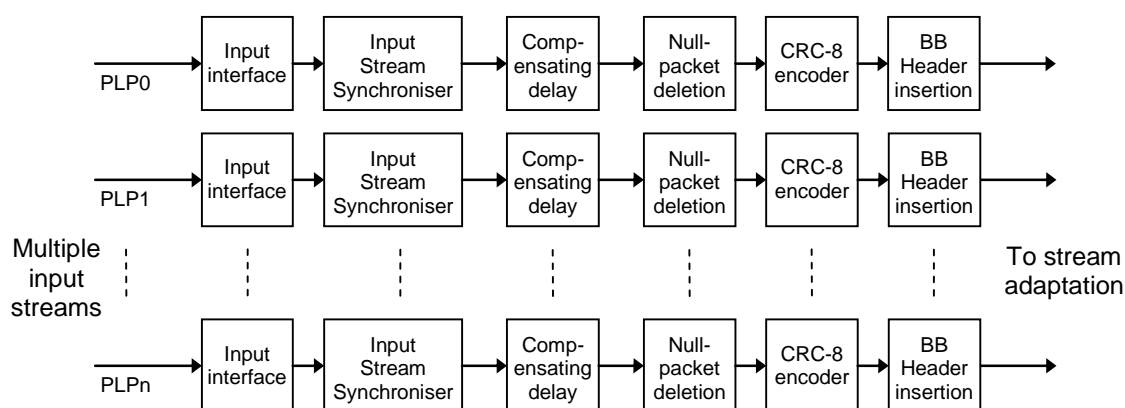 PLP0
Input
interface
Input
Stream
Synchroniser
Comp-
ensating
delay
Null-
packet
deletion
CRC-8
encoder
BB
Header
insertion
PLP1
Input
interface
Input
Stream
Synchroniser
Comp-
ensating
delay
Null-
packet
deletion
CRC-8
encoder
BB
Header
insertion
Multiple
input
streams
To stream
adaptation
PLPn
Input
interface
Input
Stream
Synchroniser
Comp-
ensating
delay
Null-
packet
deletion
CRC-8
encoder
BB
Header
insertion